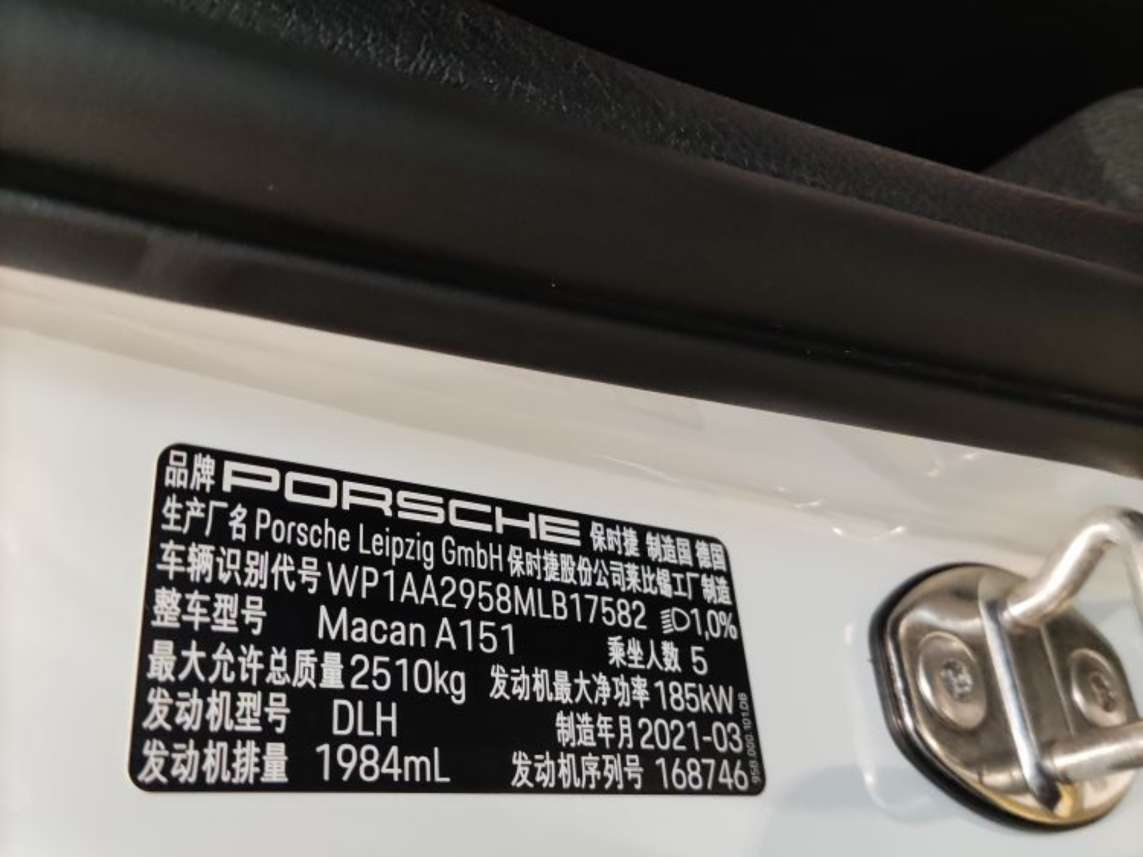 品牌 PORSCHE 保时捷 制造国 德国
生产厂名 Porsche Leipzig GmbH 保时捷股份公司莱比锡工厂制造
车辆识别代号 WP1AA2958MLB17582 1,0%
整车型号 Macan A151 乘坐人数 5
最大允许总质量 2510kg 发动机最大净功率 185kW
发动机型号 DLH 制造年月 2021-03
发动机排量 1984mL 发动机序列号 168746
95B.000.101.DB